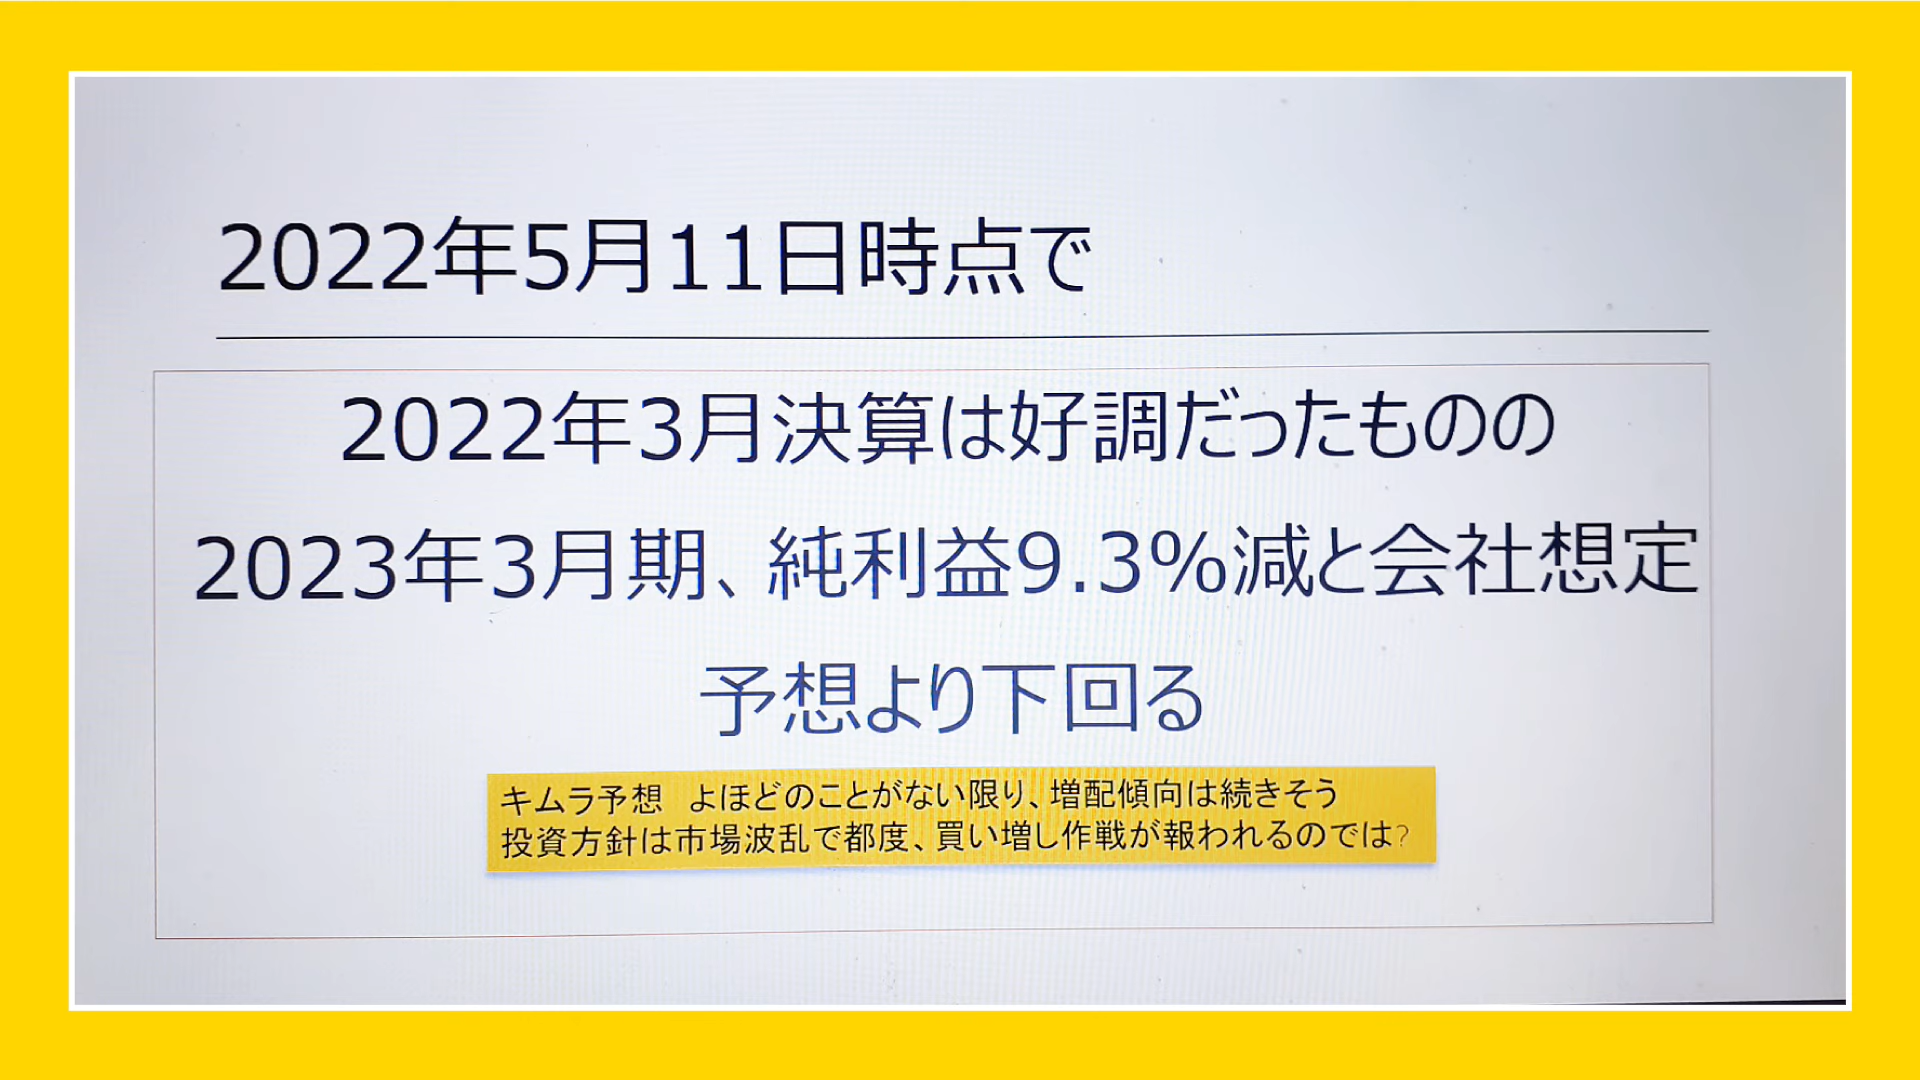 2022年5月11日時点で
2022年3月決算は好調だったものの
2023年3月期、純利益9.3%減と会社想定
予想より下回る
キムラ予想　よほどのことがない限り、増配傾向は続きそう
投資方針は市場波乱で都度、買い増し作戦が報われるのでは?